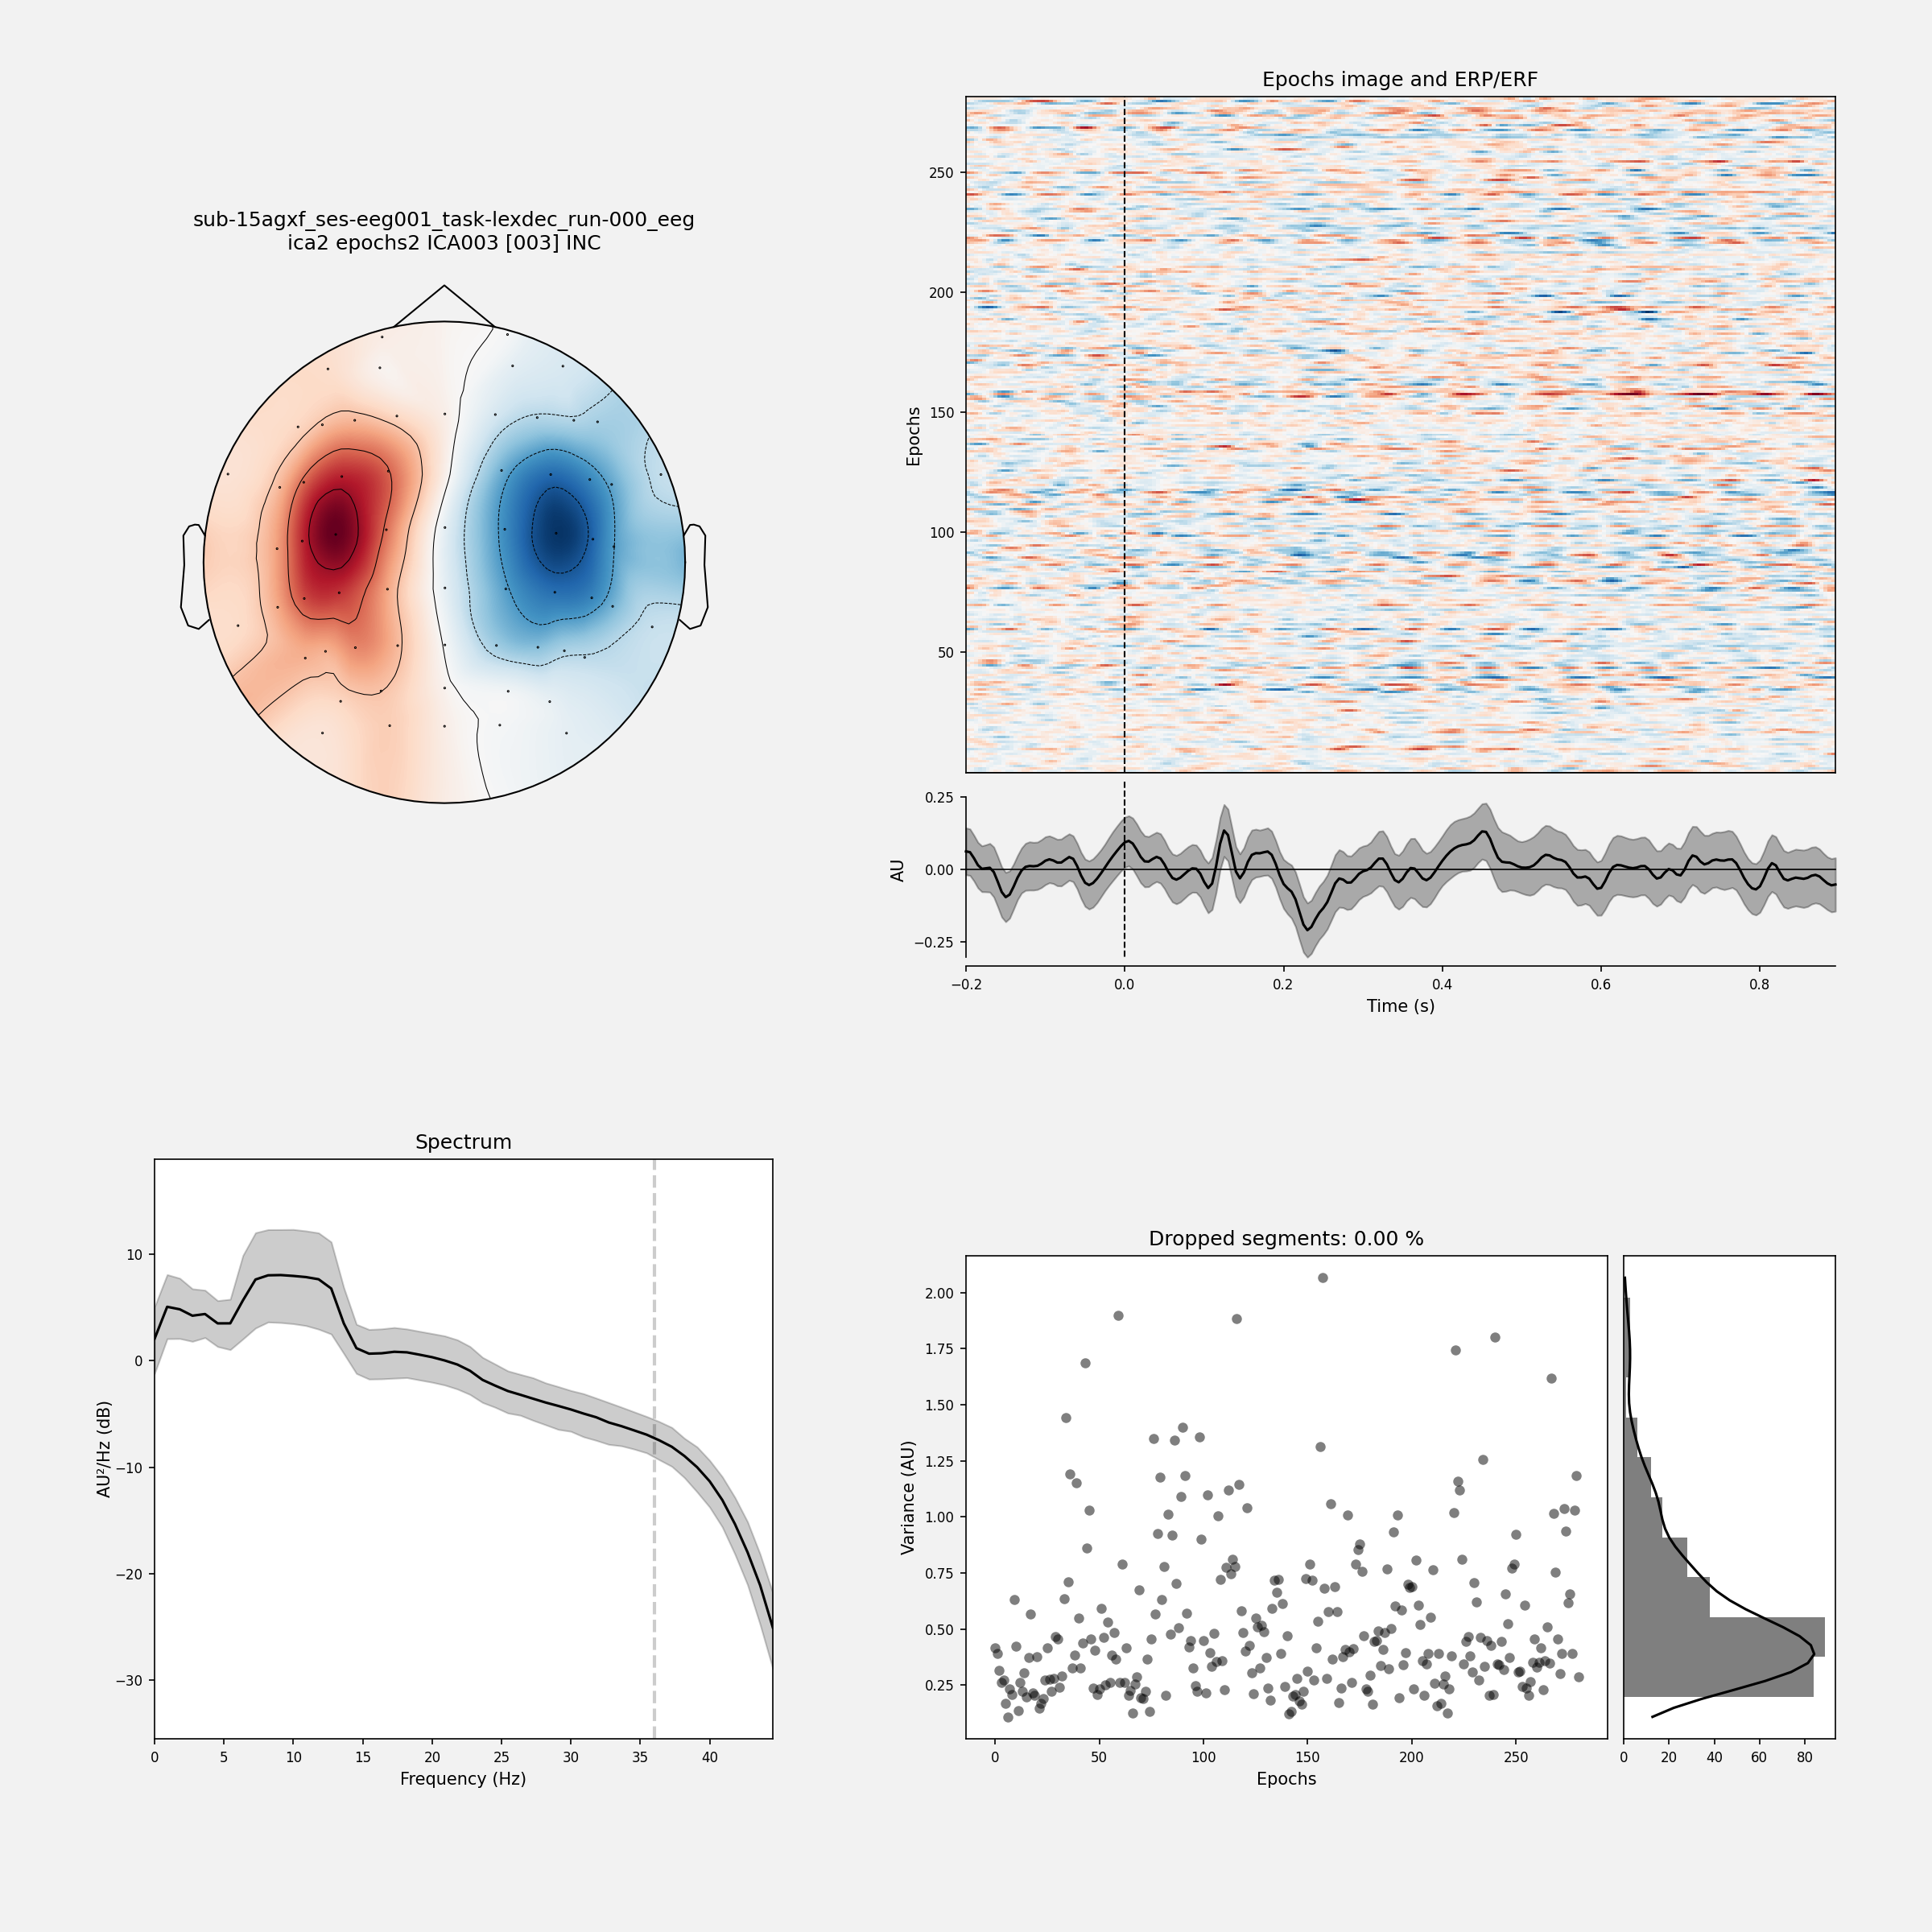 sub-15agxf_ses-eeg001_task-lexdec_run-000_eeg
ica2 epochs2 ICA003 [003] INC
Epochs image and ERP/ERF
Epochs
250
200
150
100
50
AU
0.25
0.00
−0.25
−0.2 0.0 0.2 0.4 0.6 0.8
Time (s)
Spectrum
AU²/Hz (dB)
10
0
−10
−20
−30
0 5 10 15 20 25 30 35 40
Frequency (Hz)
Dropped segments: 0.00 %
Variance (AU)
2.00
1.75
1.50
1.25
1.00
0.75
0.50
0.25
0 50 100 150 200 250
Epochs
0 20 40 60 80